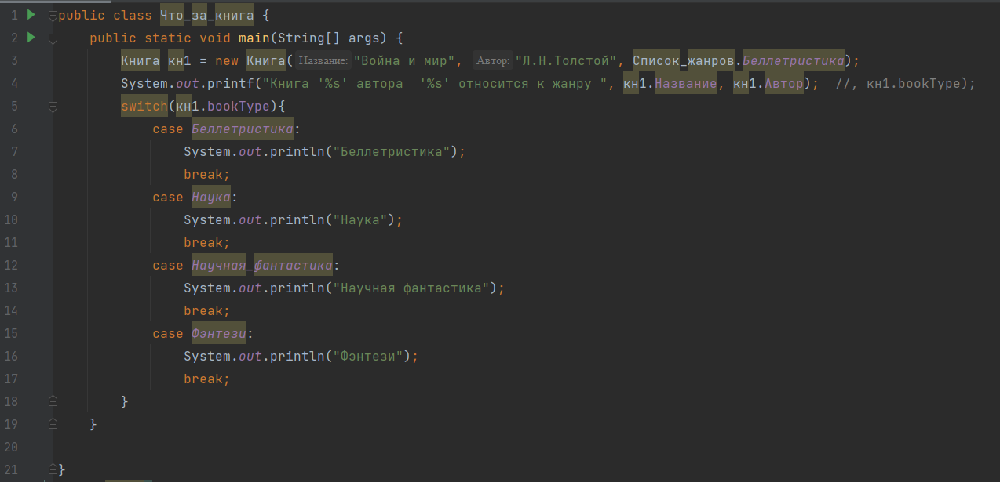 1 public class Что_за_книга {
2 public static void main(String[] args) {
3 Книга кн1 = new Книга( Название: "Война и мир", Автор: "Л.Н.Толстой", Список_жанров.Беллетристика);
4 System.out.printf("Книга '%s' автора  '%s' относится к жанру ", кн1.Название, кн1.Автор);  //, кн1.bookType);
5 switch(кн1.bookType){
6 case Беллетристика:
7 System.out.println("Беллетристика");
8 break;
9 case Наука:
10 System.out.println("Наука");
11 break;
12 case Научная_фантастика:
13 System.out.println("Научная фантастика");
14 break;
15 case Фэнтези:
16 System.out.println("Фэнтези");
17 break;
18 }
19 }
20
21 }